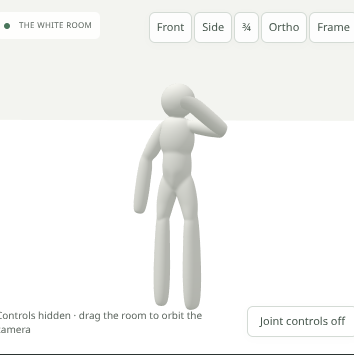 THE WHITE ROOM
Front Side ¾ Ortho Frame
Controls hidden · drag the room to orbit the
camera
Joint controls off